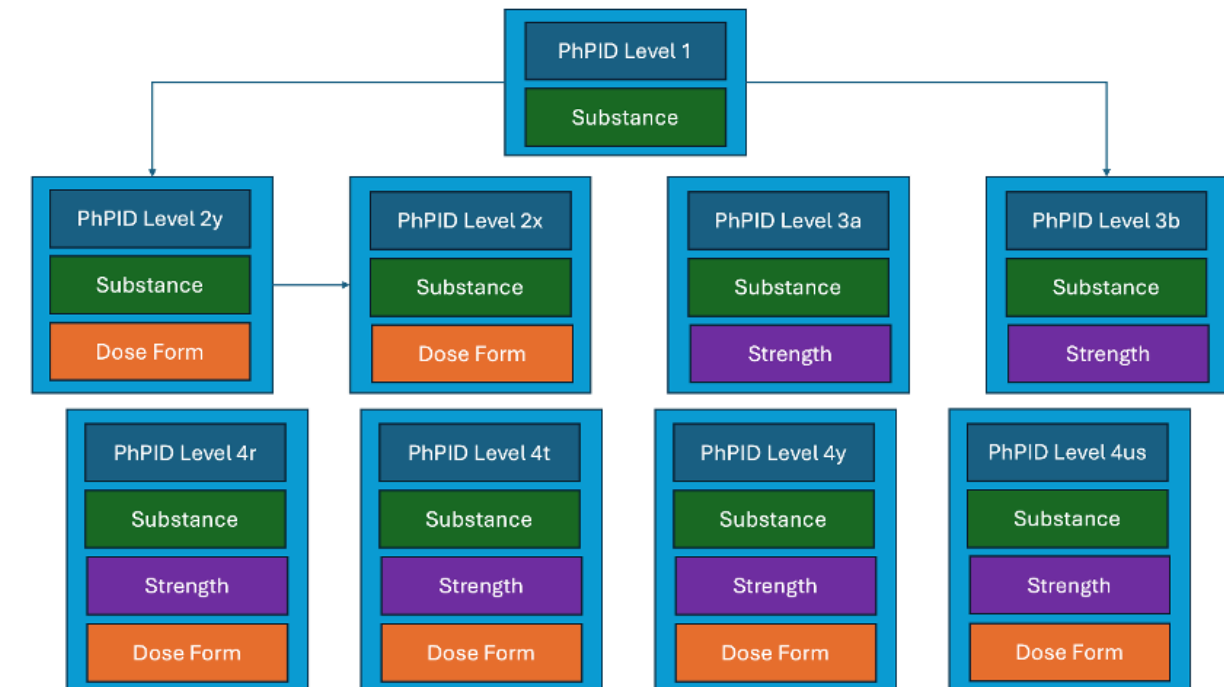 PhPID Level 1
Substance
PhPID Level 2y
Substance
Dose Form
PhPID Level 2x
Substance
Dose Form
PhPID Level 3a
Substance
Strength
PhPID Level 3b
Substance
Strength
PhPID Level 4r
Substance
Strength
Dose Form
PhPID Level 4t
Substance
Strength
Dose Form
PhPID Level 4y
Substance
Strength
Dose Form
PhPID Level 4us
Substance
Strength
Dose Form